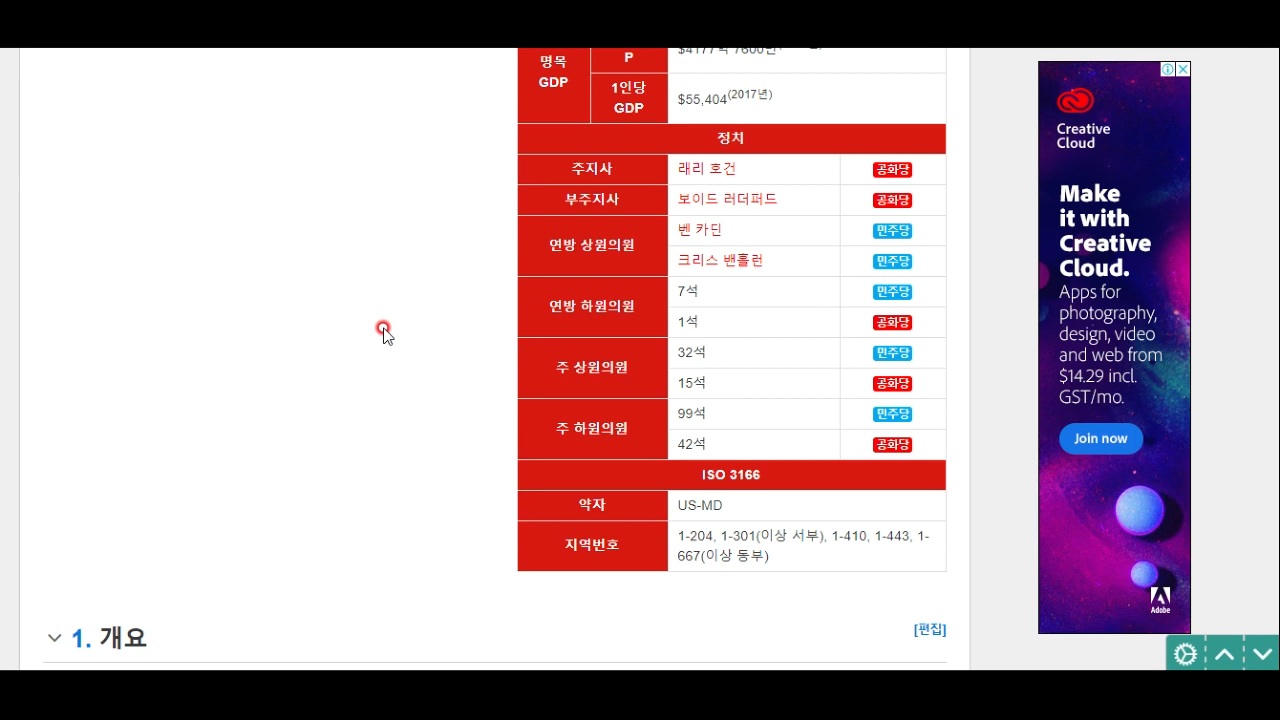 명목
GDP
P
1인당
GDP
$55,404(2017년)
정치
주지사
래리 호건
공화당
부주지사
보이드 러더퍼드
공화당
연방 상원의원
벤 카딘
민주당
크리스 밴홀런
민주당
연방 하원의원
7석
민주당
1석
공화당
주 상원의원
32석
민주당
15석
공화당
주 하원의원
99석
민주당
42석
공화당
ISO 3166
약자
US-MD
지역번호
1-204, 1-301(이상 서부), 1-410, 1-443, 1-
667(이상 동부)
1. 개요
[편집]
Creative
Cloud
Make
it with
Creative
Cloud.
Apps for
photography,
design, video
and web from
$14.29 incl.
GST/mo.
Join now
Adobe